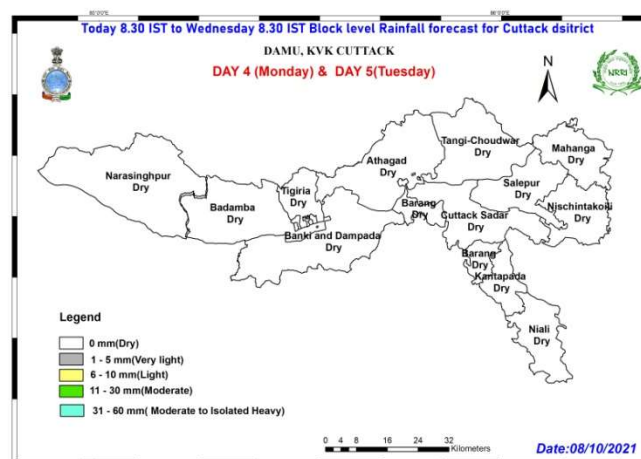 Today 8.30 IST to Wednesday 8.30 IST Block level Rainfall forecast for Cuttack dsitrict
DAMU, KVK CUTTACK
DAY 4 (Monday) & DAY 5(Tuesday)
N
NRRI
Tangi-Choudwar
Dry
Mahanga
Dry
Athagad
Dry
Narasinghpur
Dry
Salepur
Dry
Tigiria
Dry
Badamba
Dry
Barang
Dry
Nischintakoili
Dry
Cuttack Sadar
Dry
Banki and Dampada
Dry
Barang
Dry
Kantapada
Dry
Niali
Dry
Legend
0 mm(Dry)
1 - 5 mm(Very light)
6 - 10 mm(Light)
11 - 30 mm(Moderate)
31 - 60 mm( Moderate to Isolated Heavy)
0 4 8 16 24 32
Kilometers
Date:08/10/2021